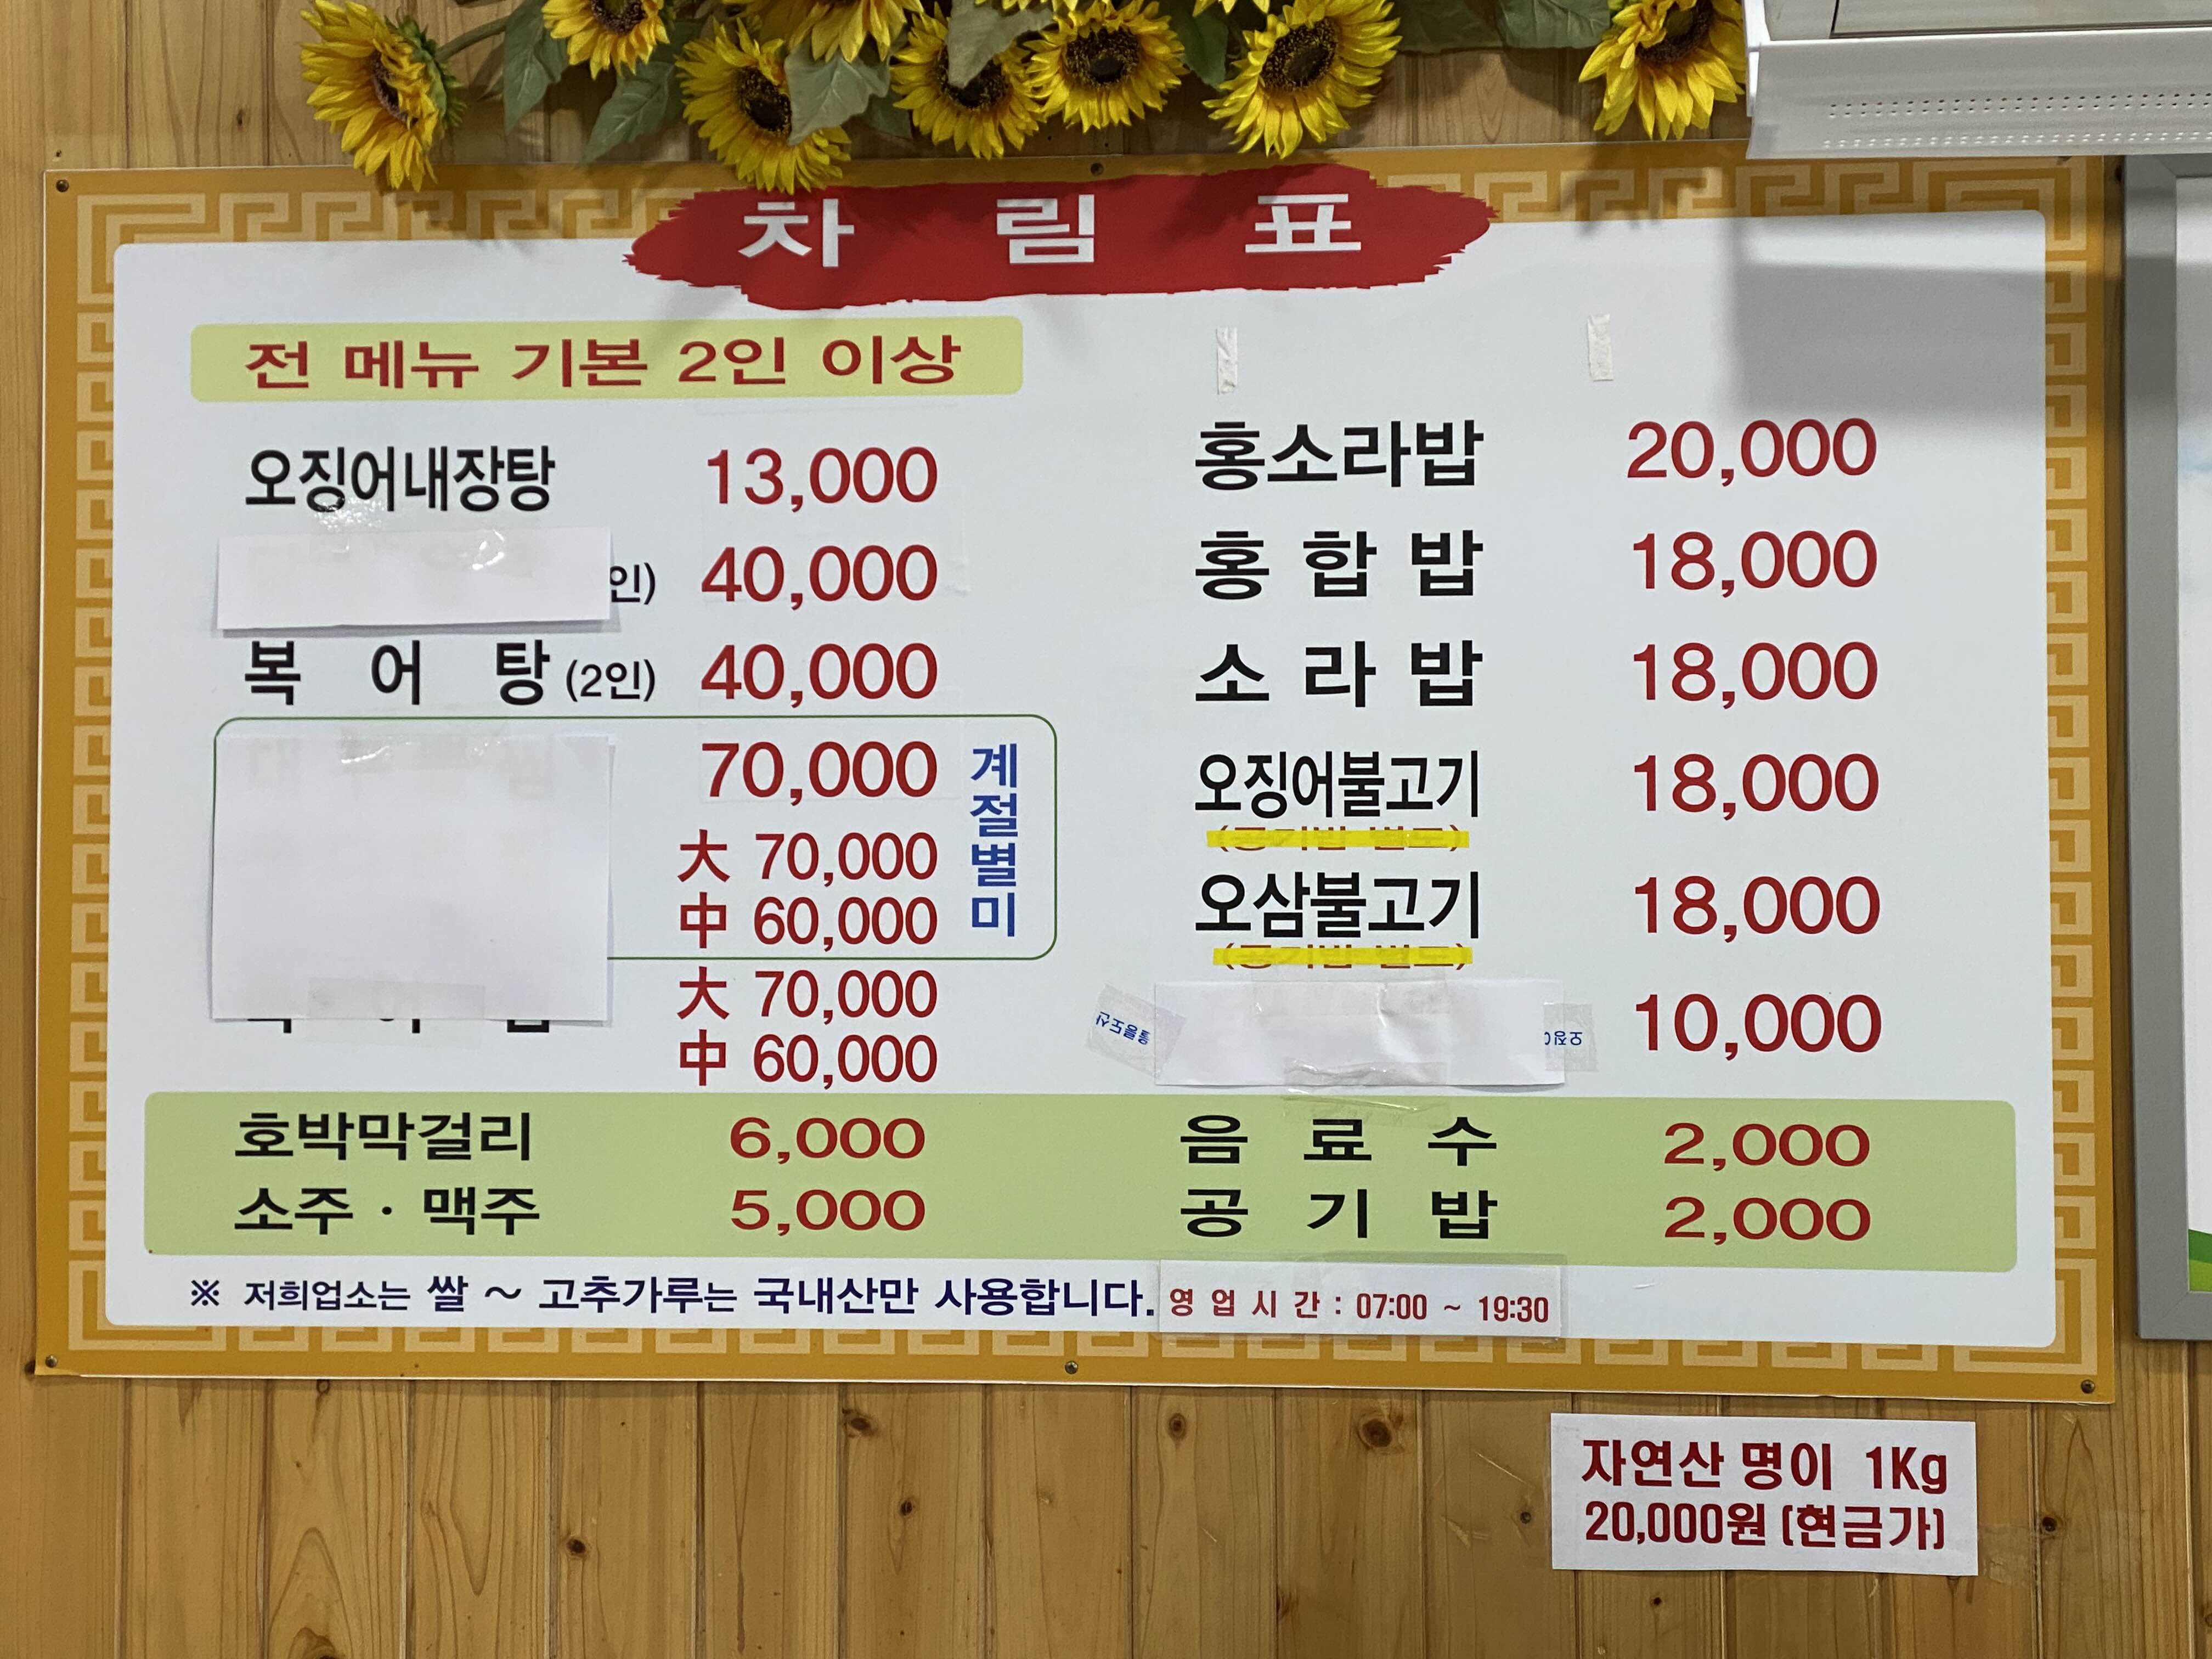 차 림 표
전 메뉴 기본 2인 이상
오징어내장탕 13,000
인) 40,000
복 어 탕 (2인) 40,000
70,000
大 70,000
中 60,000
계절별미
大 70,000
中 60,000
홍소라밥 20,000
홍 합 밥 18,000
소 라 밥 18,000
오징어불고기 18,000
오삼불고기 18,000
10,000
울릉도산
오징어
호박막걸리 6,000
소주 · 맥주 5,000
음 료 수 2,000
공 기 밥 2,000
※ 저희업소는 쌀 ~ 고추가루는 국내산만 사용합니다.
영 업 시 간 : 07:00 ~ 19:30
자연산 명이 1Kg
20,000원 (현금가)